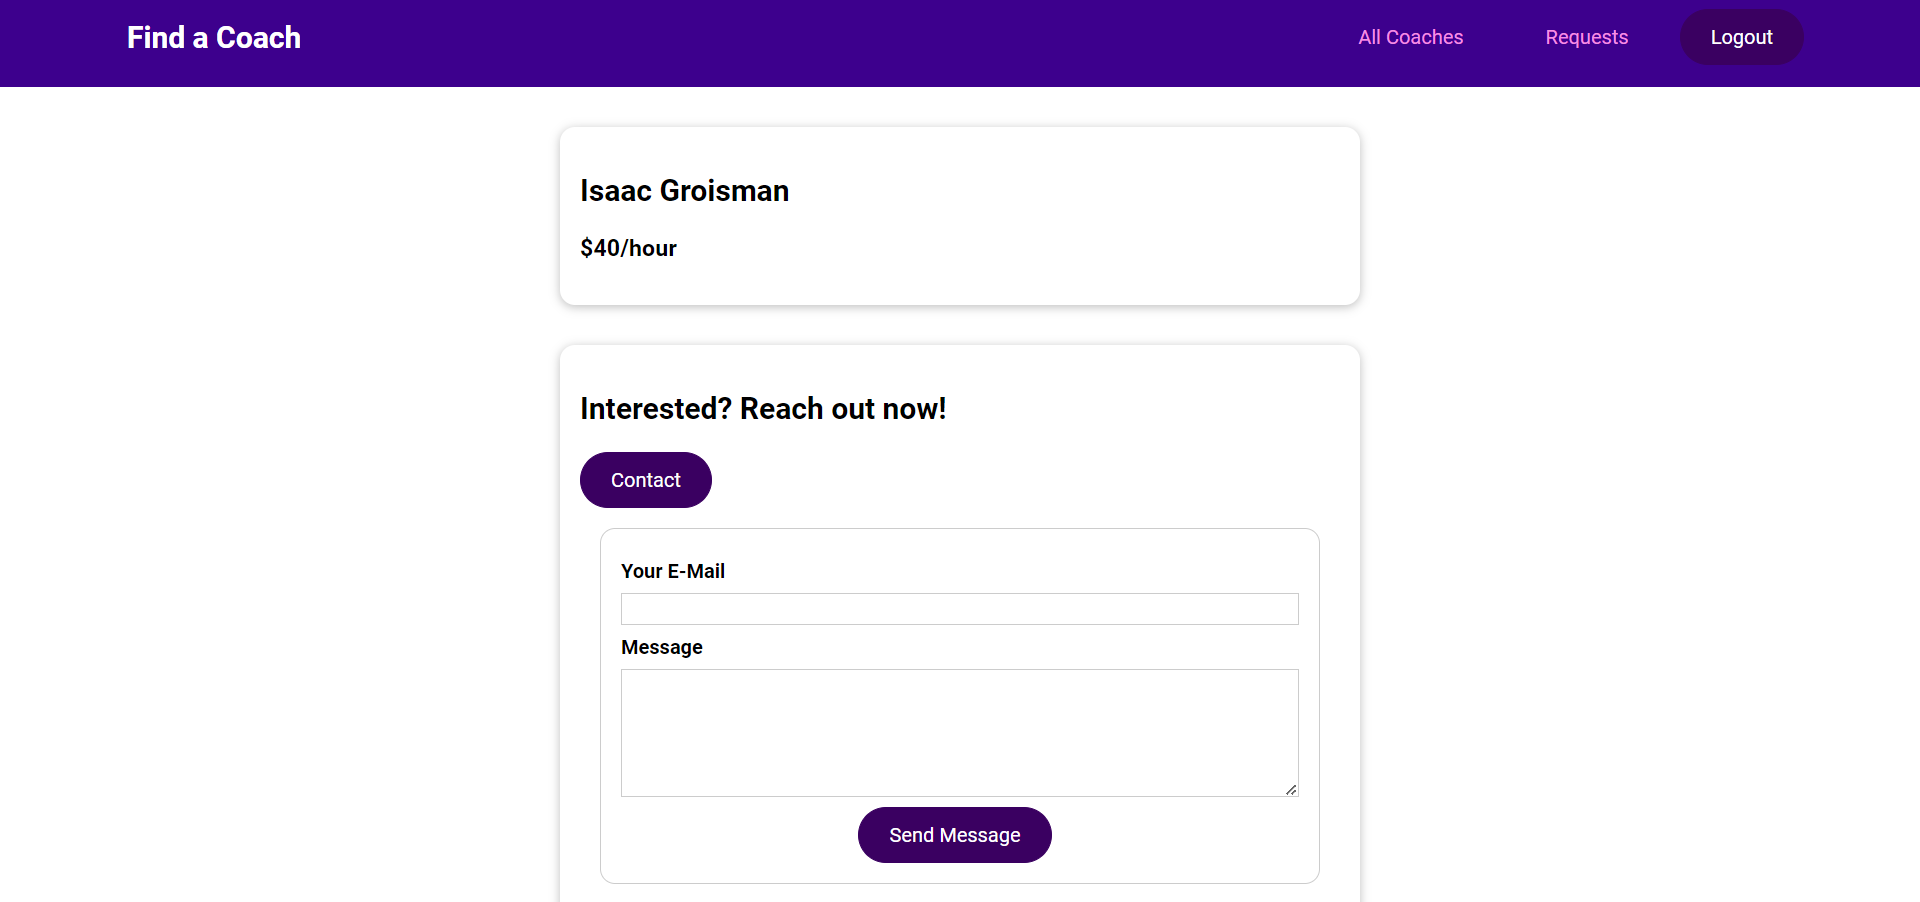 Find a Coach
All Coaches
Requests
Logout
Isaac Groisman
$40/hour
Interested? Reach out now!
Contact
Your E-Mail
Message
Send Message